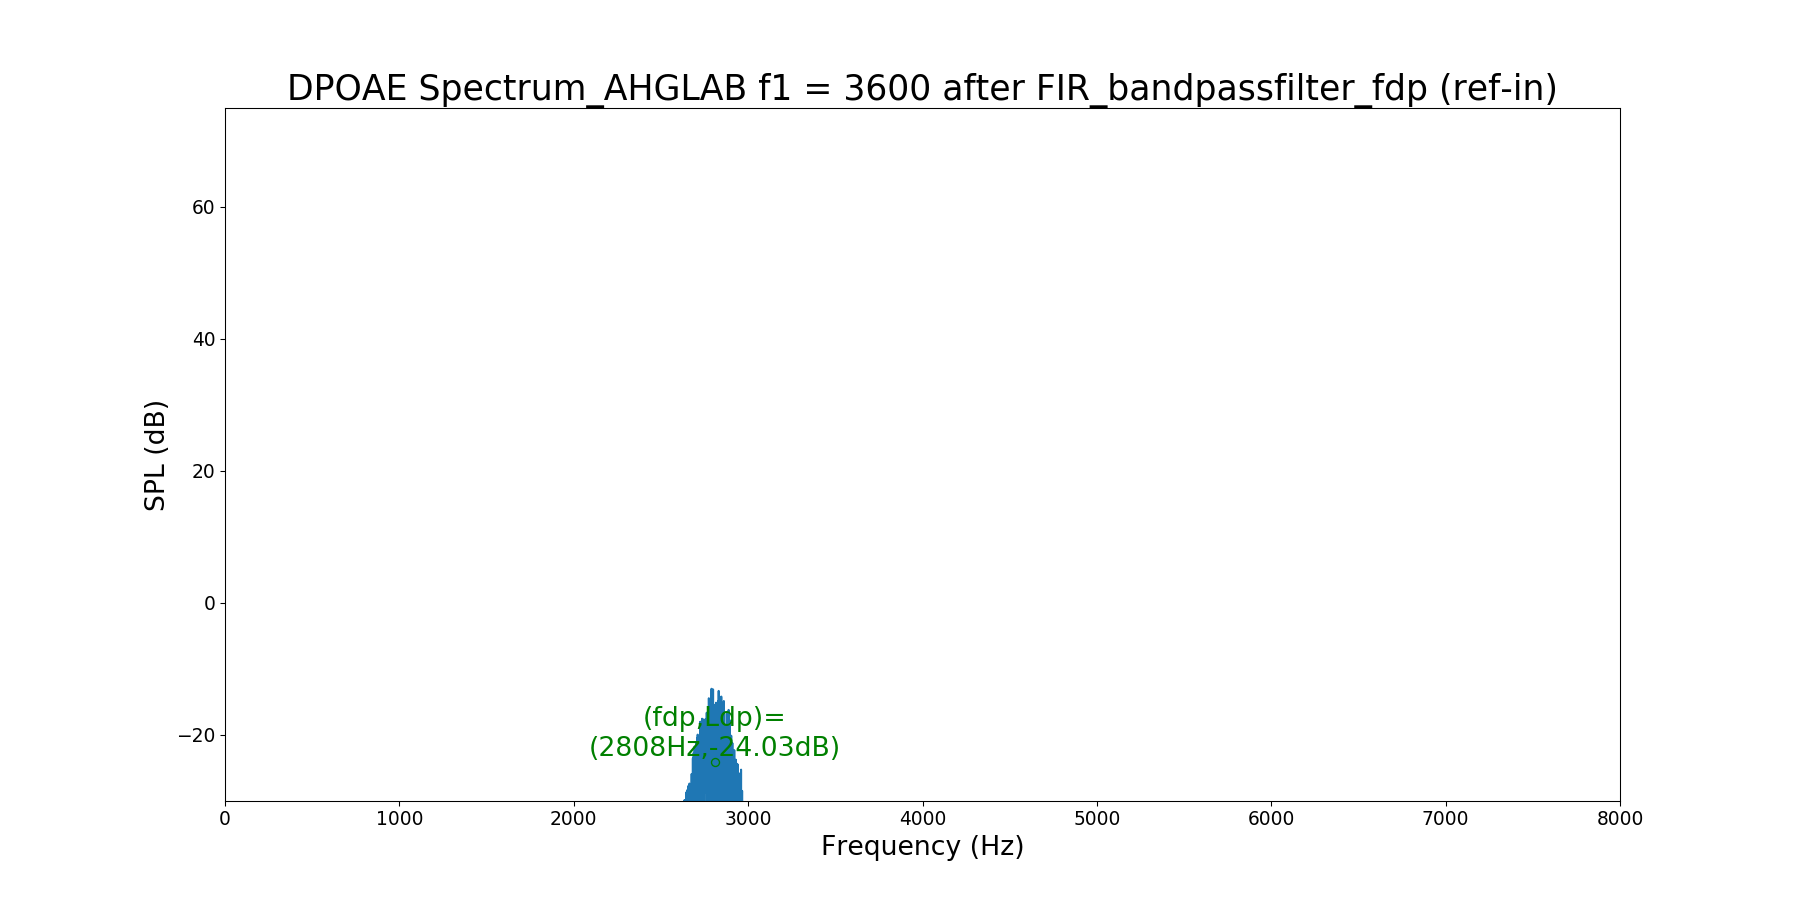 DPOAE Spectrum_AHGLAB f1 = 3600 after FIR_bandpassfilter_fdp (ref-in)
60
40
20
0
−20
SPL (dB)
(fdp,Ldp)=
(2808Hz,-24.03dB)
0 1000 2000 3000 4000 5000 6000 7000 8000
Frequency (Hz)